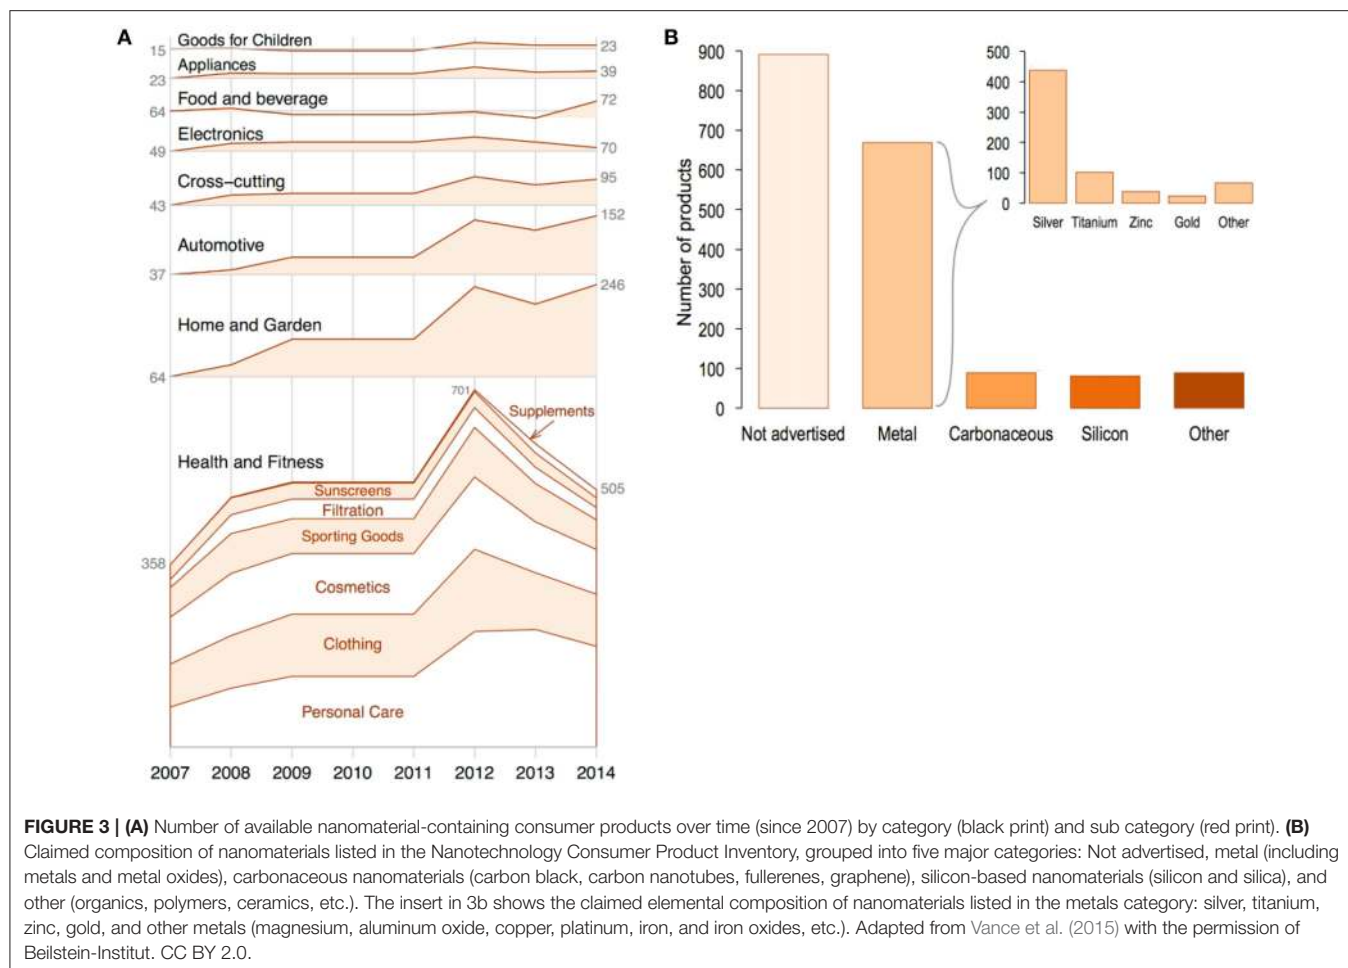 A
Goods for Children
15
23
Appliances
23
39
Food and beverage
64
72
Electronics
49
70
Cross–cutting
43
95
Automotive
37
152
Home and Garden
64
246
701
Supplements
Health and Fitness
358
505
Sunscreens
Filtration
Sporting Goods
Cosmetics
Clothing
Personal Care
2007 2008 2009 2010 2011 2012 2013 2014
B
Number of products
900
800
700
600
500
400
300
200
100
0
Not advertised Metal Carbonaceous Silicon Other
500
400
300
200
100
0
Silver Titanium Zinc Gold Other
FIGURE 3 | (A) Number of available nanomaterial-containing consumer products over time (since 2007) by category (black print) and sub category (red print). (B)
Claimed composition of nanomaterials listed in the Nanotechnology Consumer Product Inventory, grouped into five major categories: Not advertised, metal (including
metals and metal oxides), carbonaceous nanomaterials (carbon black, carbon nanotubes, fullerenes, graphene), silicon-based nanomaterials (silicon and silica), and
other (organics, polymers, ceramics, etc.). The insert in 3b shows the claimed elemental composition of nanomaterials listed in the metals category: silver, titanium,
zinc, gold, and other metals (magnesium, aluminum oxide, copper, platinum, iron, and iron oxides, etc.). Adapted from Vance et al. (2015) with the permission of
Beilstein-Institut. CC BY 2.0.